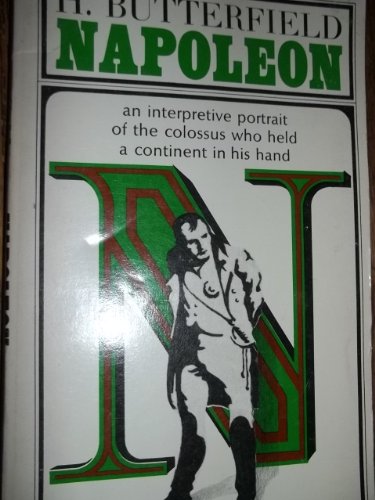 H. BUTTERFIELD
NAPOLEON
an interpretive portrait
of the colossus who held
a continent in his hand
N